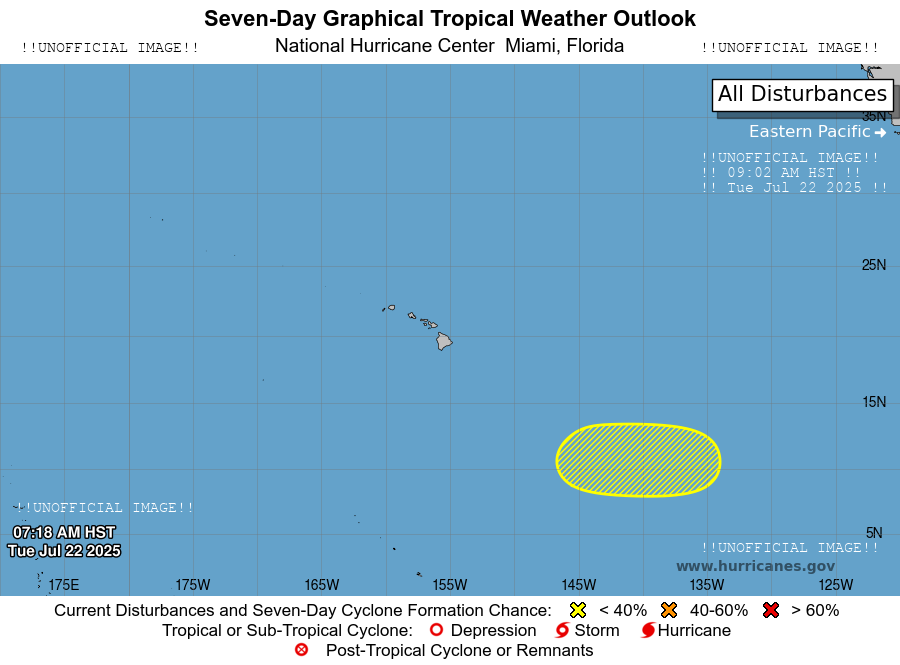 Seven-Day Graphical Tropical Weather Outlook
!!UNOFFICIAL IMAGE!! National Hurricane Center Miami, Florida !!UNOFFICIAL IMAGE!!
All Disturbances
35N
Eastern Pacific
!!UNOFFICIAL IMAGE!!
!! 09:02 AM HST !!
!! Tue Jul 22 2025 !!
25N
15N
!!UNOFFICIAL IMAGE!!
07:18 AM HST
Tue Jul 22 2025
5N
!!UNOFFICIAL IMAGE!!
www.hurricanes.gov
175E 175W 165W 155W 145W 135W 125W
Current Disturbances and Seven-Day Cyclone Formation Chance: < 40% 40-60% > 60%
Tropical or Sub-Tropical Cyclone: Depression Storm Hurricane
Post-Tropical Cyclone or Remnants